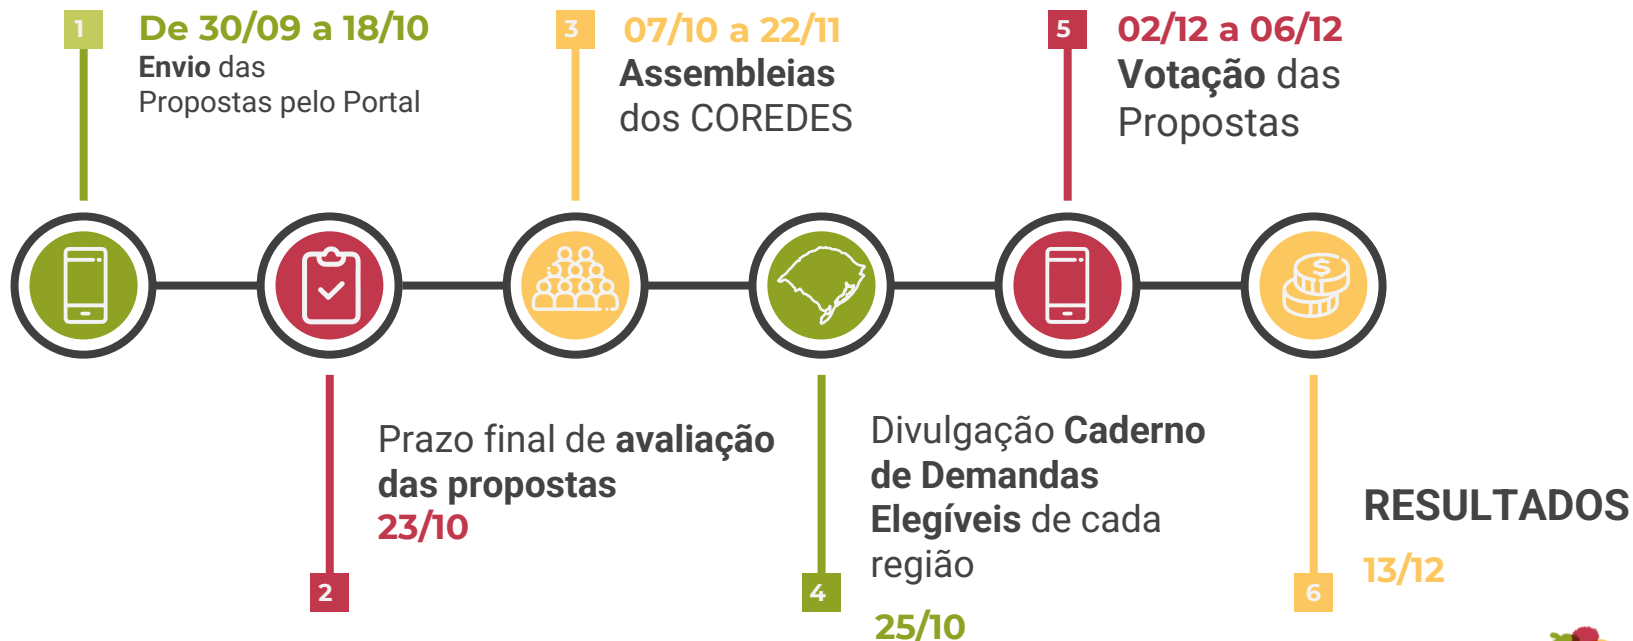 1
De 30/09 a 18/10
Envio das
Propostas pelo Portal
Prazo final de avaliação
das propostas
23/10
2
3
07/10 a 22/11
Assembleias
dos COREDES
Divulgação Caderno
de Demandas
Elegíveis de cada
região
4
25/10
5
02/12 a 06/12
Votação das
Propostas
$
RESULTADOS
13/12
6